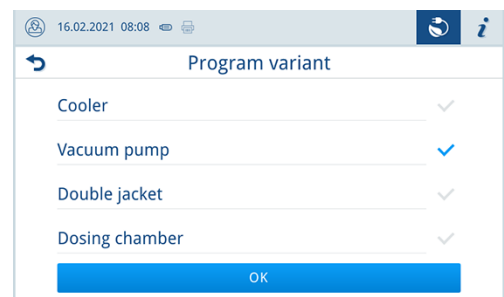 16.02.2021 08:08
i
Program variant
Cooler
Vacuum pump
Double jacket
Dosing chamber
OK